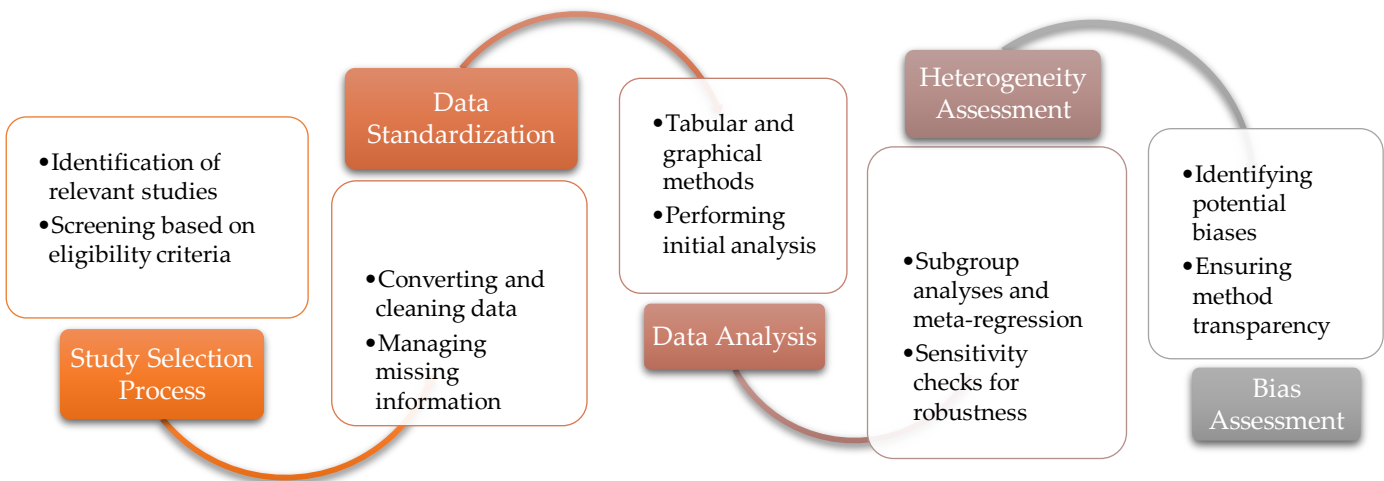 •Identification of
relevant studies
•Screening based on
eligibility criteria
Study Selection
Process
Data
Standardization
•Converting and
cleaning data
•Managing
missing
information
•Tabular and
graphical
methods
•Performing
initial analysis
Data Analysis
Heterogeneity
Assessment
•Subgroup
analyses and
meta-regression
•Sensitivity
checks for
robustness
•Identifying
potential
biases
•Ensuring
method
transparency
Bias
Assessment